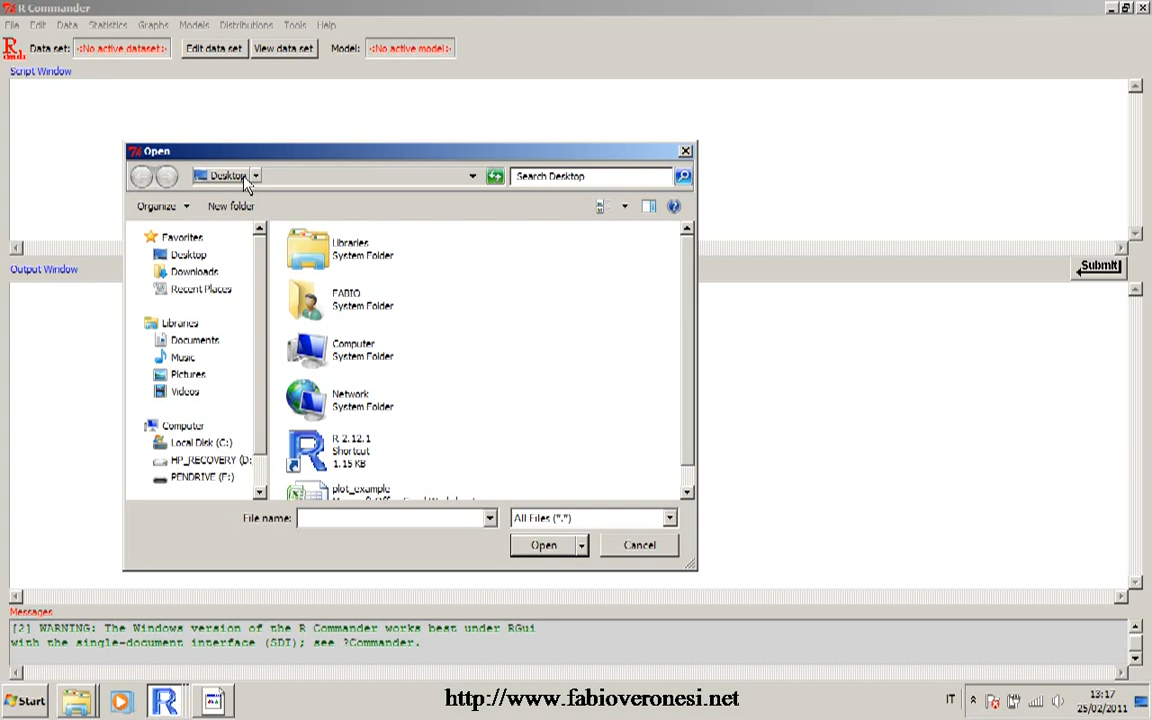 R Commander
File Edit Data Statistics Graphs Models Distributions Tools Help
R cmdr Data set: <No active dataset> Edit data set View data set Model: <No active model>
Script Window
Open
Desktop Search Desktop
Organize New folder
Favorites
Desktop
Downloads
Recent Places
Libraries
Documents
Music
Pictures
Videos
Computer
Local Disk (C:)
HP_RECOVERY (D:
PENDRIVE (F:)
Libraries
System Folder
FABIO
System Folder
Computer
System Folder
Network
System Folder
R 2.12.1
Shortcut
1.15 KB
plot_example
File name: All Files (*.*)
Open Cancel
Output Window
Submit
Messages
[2] WARNING: The Windows version of the R Commander works best under RGui
with the single-document interface (SDI); see ?Commander.
Start
http://www.fabioveronesi.net
IT
13:17
25/02/2011